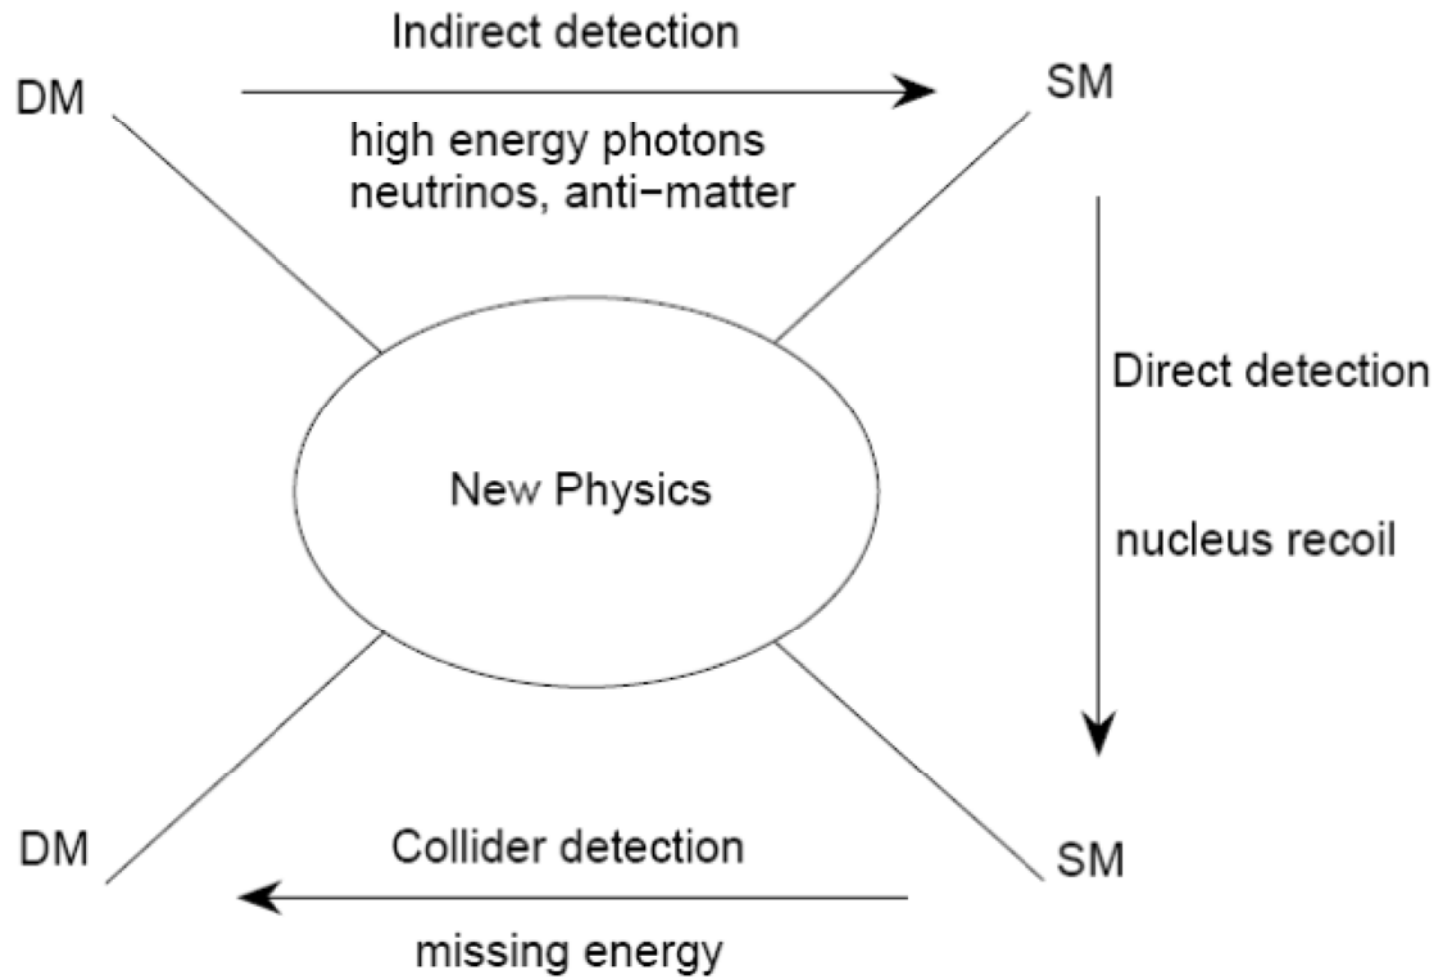 Indirect detection
DM
SM
high energy photons
neutrinos, anti−matter
Direct detection
New Physics
nucleus recoil
DM
Collider detection
SM
missing energy